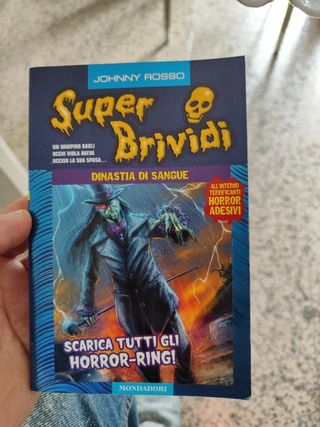 JOHNNY ROSSO
Super
Brividi
UN VAMPIRO DAGLI
OCCHI VIOLA AVEVA
UCCISO LA SUA SPOSA...
DINASTIA DI SANGUE
ALL'INTERNO
TERRIFICANTI
HORROR
ADESIVI
SCARICA TUTTI GLI
HORROR-RING!
MONDADORI